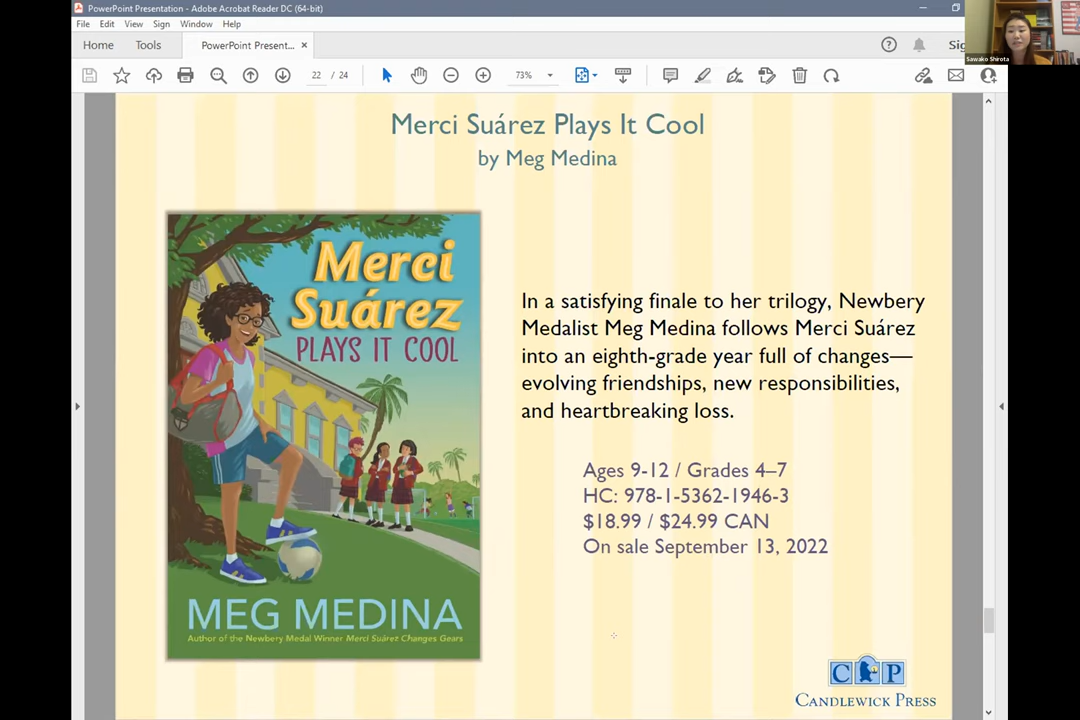 PowerPoint Presentation - Adobe Acrobat Reader DC (64-bit)
File Edit View Sign Window Help
Home Tools PowerPoint Present... ×
Sig
Sawako Shirota
22 / 24
73%
Merci Suárez Plays It Cool
by Meg Medina
Merci
Suárez
PLAYS IT COOL
MEG MEDINA
Author of the Newbery Medal Winner Merci Suárez Changes Gears
In a satisfying finale to her trilogy, Newbery
Medalist Meg Medina follows Merci Suárez
into an eighth-grade year full of changes—
evolving friendships, new responsibilities,
and heartbreaking loss.
Ages 9-12 / Grades 4–7
HC: 978-1-5362-1946-3
$18.99 / $24.99 CAN
On sale September 13, 2022
C P
CANDLEWICK PRESS